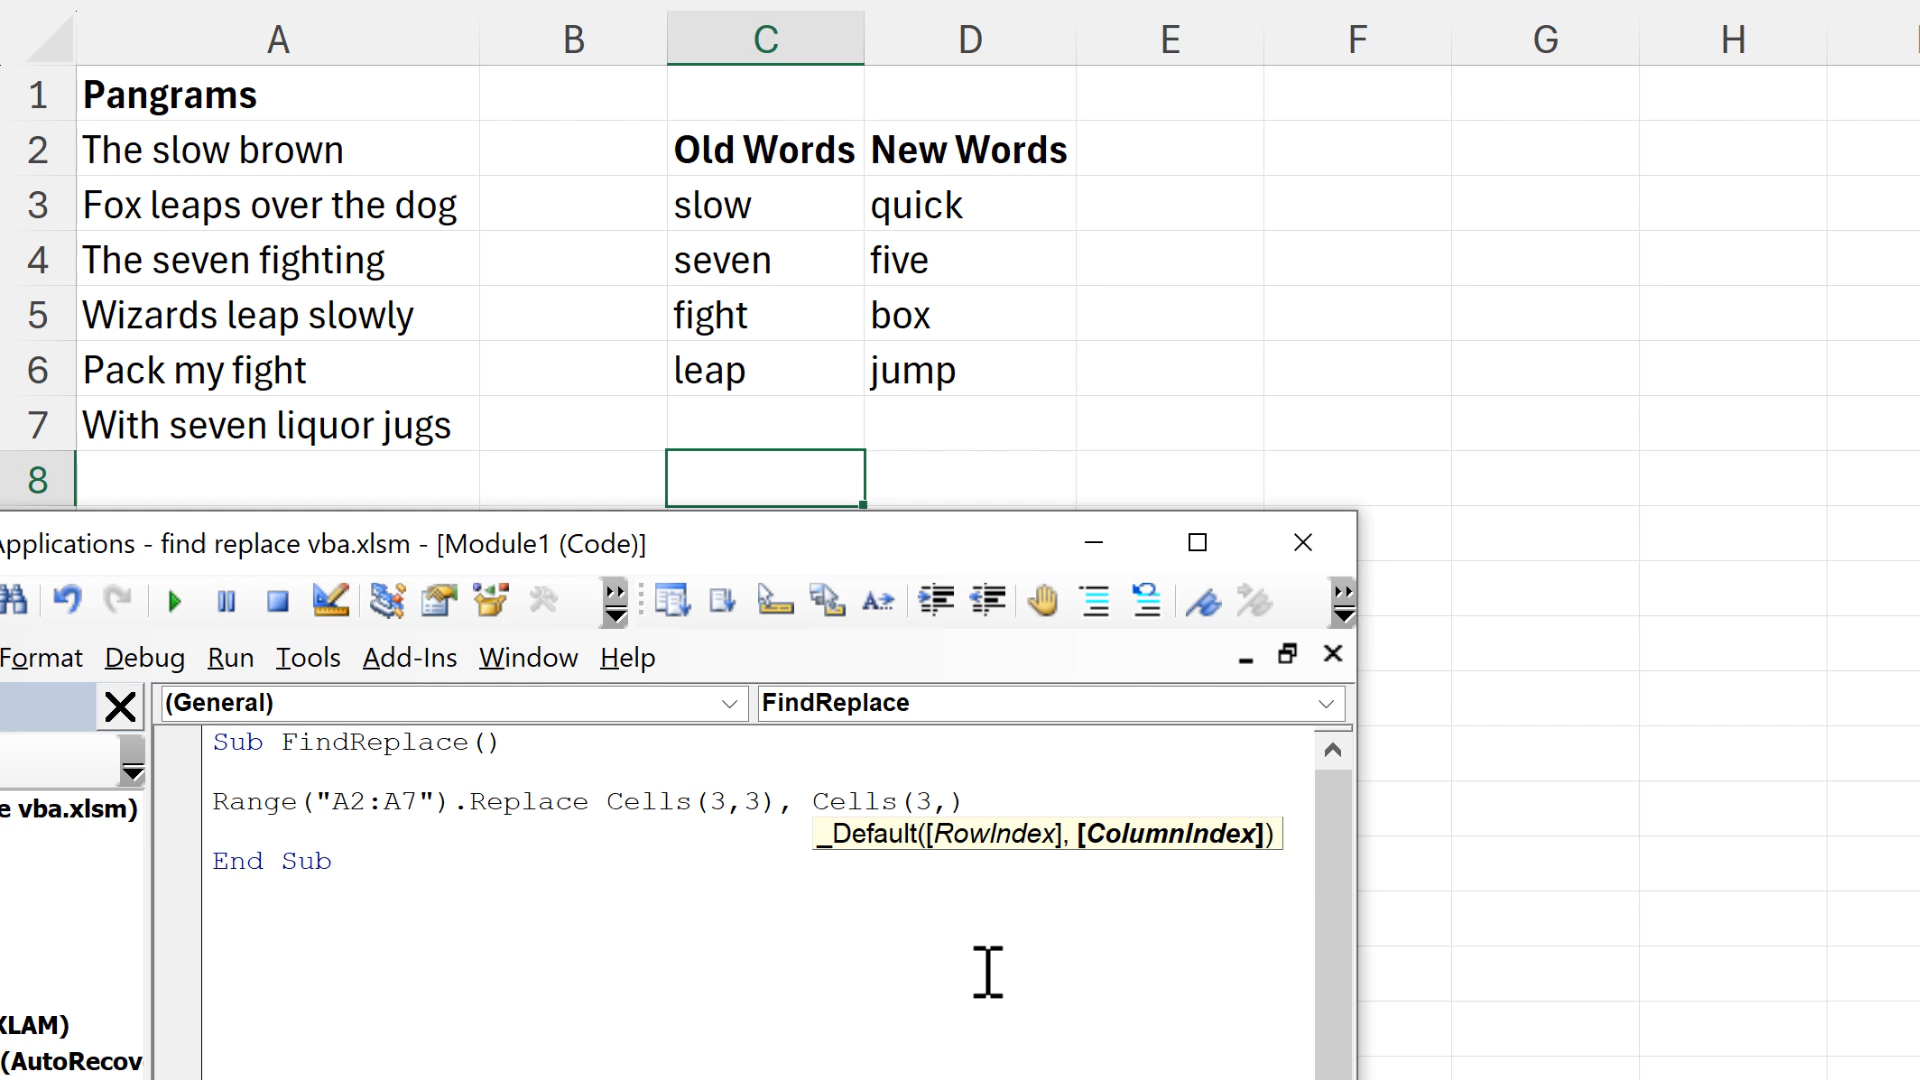 A B C D E F G H
1 Pangrams
2 The slow brown Old Words New Words
3 Fox leaps over the dog slow quick
4 The seven fighting seven five
5 Wizards leap slowly fight box
6 Pack my fight leap jump
7 With seven liquor jugs
8
Applications - find replace vba.xlsm - [Module1 (Code)]
Format Debug Run Tools Add-Ins Window Help
(General) FindReplace
Sub FindReplace()
Range("A2:A7").Replace Cells(3,3), Cells(3,)
e vba.xlsm)
_Default([RowIndex], [ColumnIndex])
End Sub
XLAM)
(AutoRecov